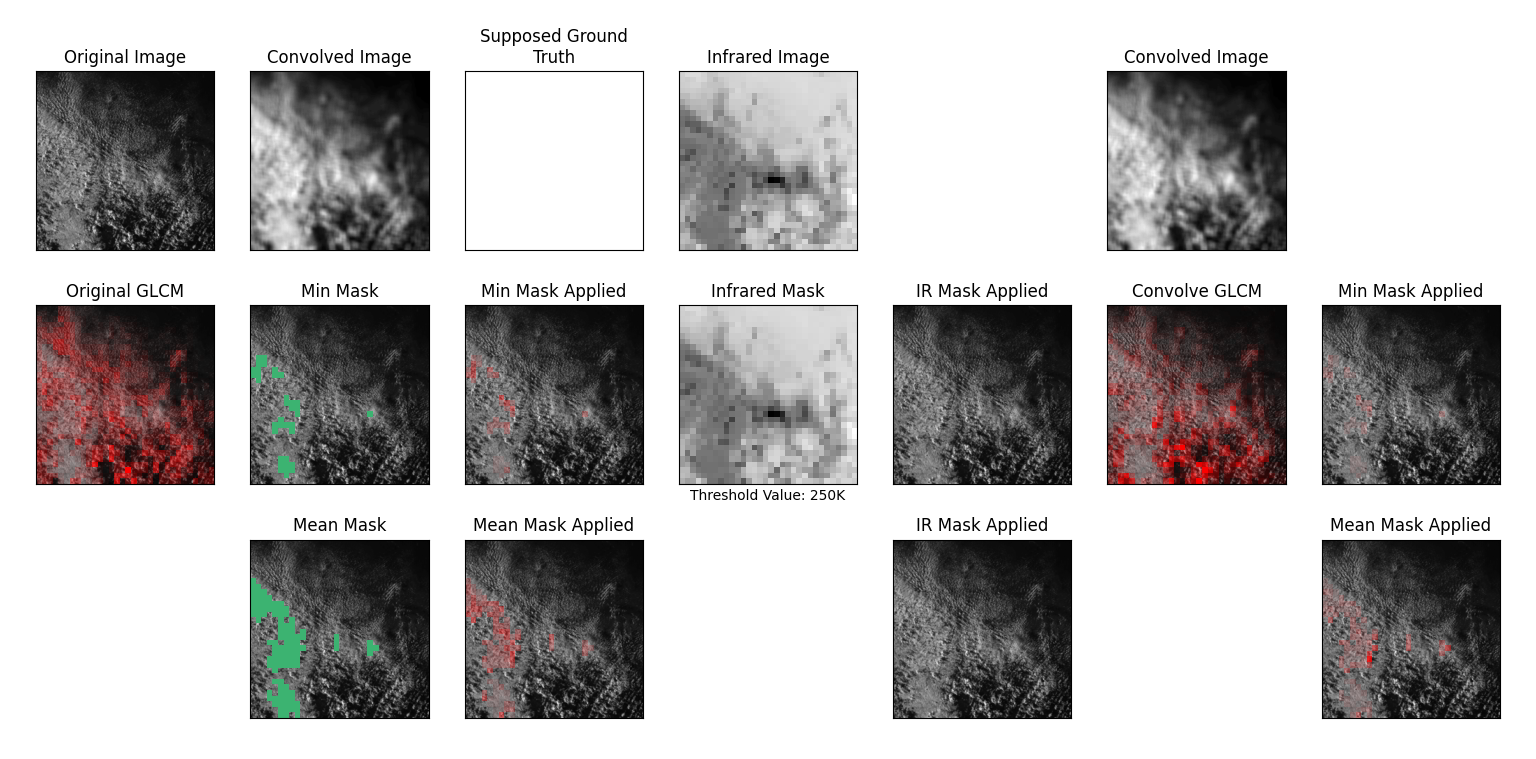 Original Image
Convolved Image
Supposed Ground
Truth
Infrared Image
Convolved Image
Original GLCM
Min Mask
Min Mask Applied
Infrared Mask
IR Mask Applied
Convolve GLCM
Min Mask Applied
Threshold Value: 250K
Mean Mask
Mean Mask Applied
IR Mask Applied
Mean Mask Applied